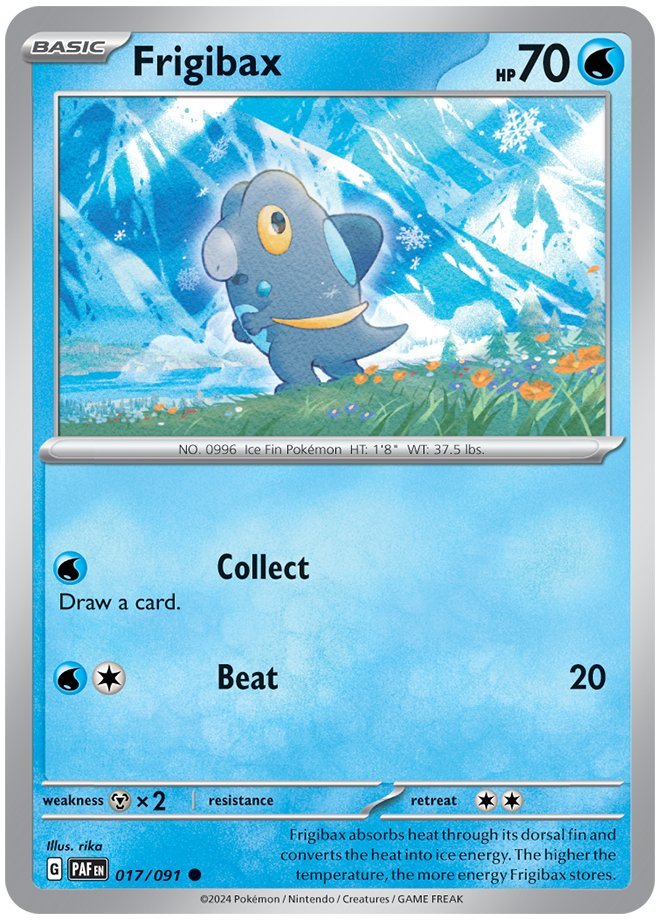 BASIC
Frigibax
HP 70
NO. 0996 Ice Fin Pokémon HT: 1'8" WT: 37.5 lbs.
Collect
Draw a card.
Beat 20
weakness ×2 resistance retreat
Illus. rika
Frigibax absorbs heat through its dorsal fin and
converts the heat into ice energy. The higher the
temperature, the more energy Frigibax stores.
G PAF EN 017/091
©2024 Pokémon / Nintendo / Creatures / GAME FREAK